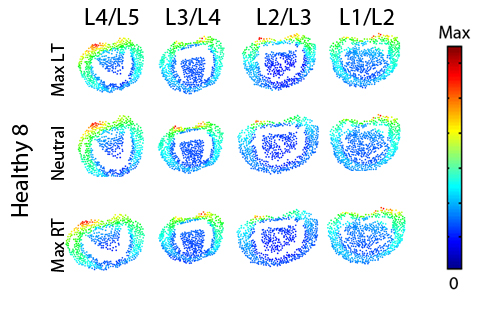 L4/L5 L3/L4 L2/L3 L1/L2
Max
Max LT
Neutral
Healthy 8
Max RT
0